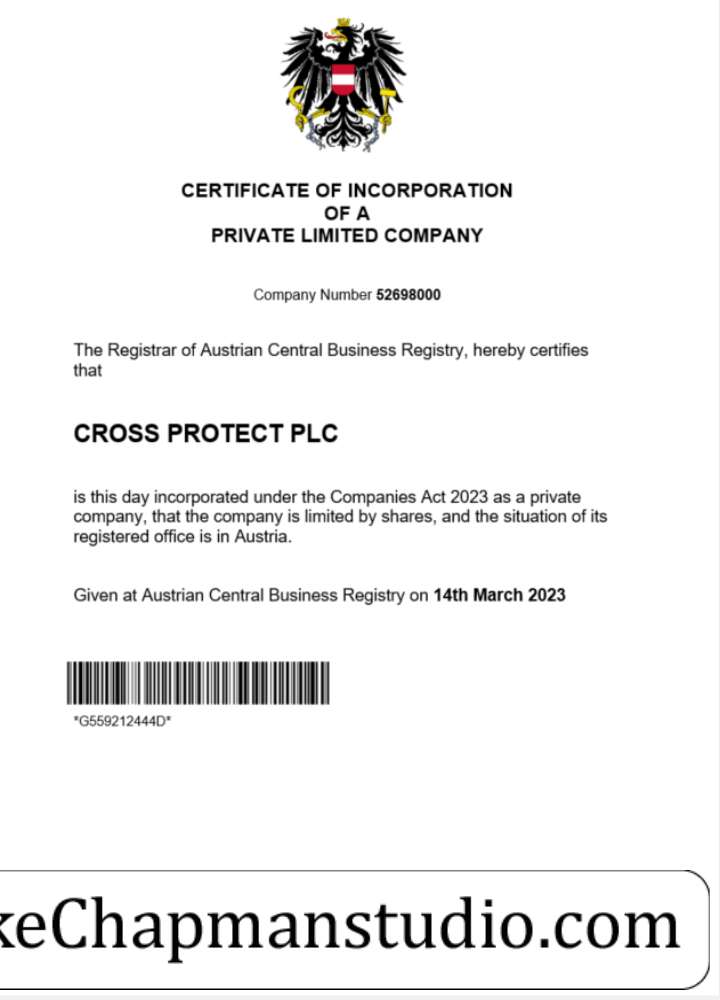 CERTIFICATE OF INCORPORATION
OF A
PRIVATE LIMITED COMPANY
Company Number 52698000
The Registrar of Austrian Central Business Registry, hereby certifies
that
CROSS PROTECT PLC
is this day incorporated under the Companies Act 2023 as a private
company, that the company is limited by shares, and the situation of its
registered office is in Austria.
Given at Austrian Central Business Registry on 14th March 2023
*G559212444D*
keChapmanstudio.com